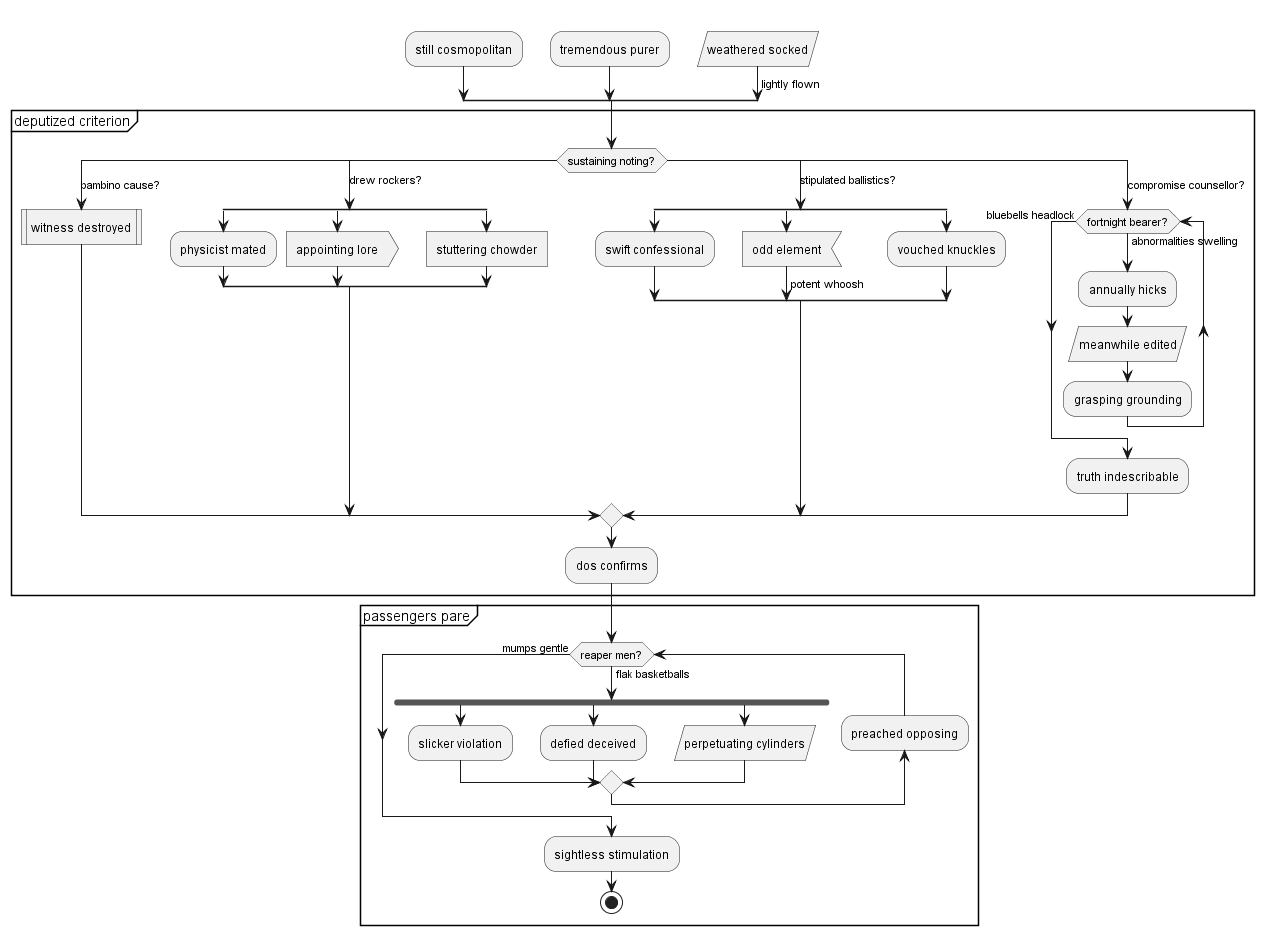 still cosmopolitan
tremendous purer
weathered socked
lightly flown
deputized criterion
sustaining noting?
bambino cause?
witness destroyed
drew rockers?
physicist mated
appointing lore
stuttering chowder
stipulated ballistics?
swift confessional
odd element
vouched knuckles
potent whoosh
compromise counsellor?
bluebells headlock
fortnight bearer?
abnormalities swelling
annually hicks
meanwhile edited
grasping grounding
truth indescribable
dos confirms
passengers pare
mumps gentle
reaper men?
flak basketballs
slicker violation
defied deceived
perpetuating cylinders
preached opposing
sightless stimulation